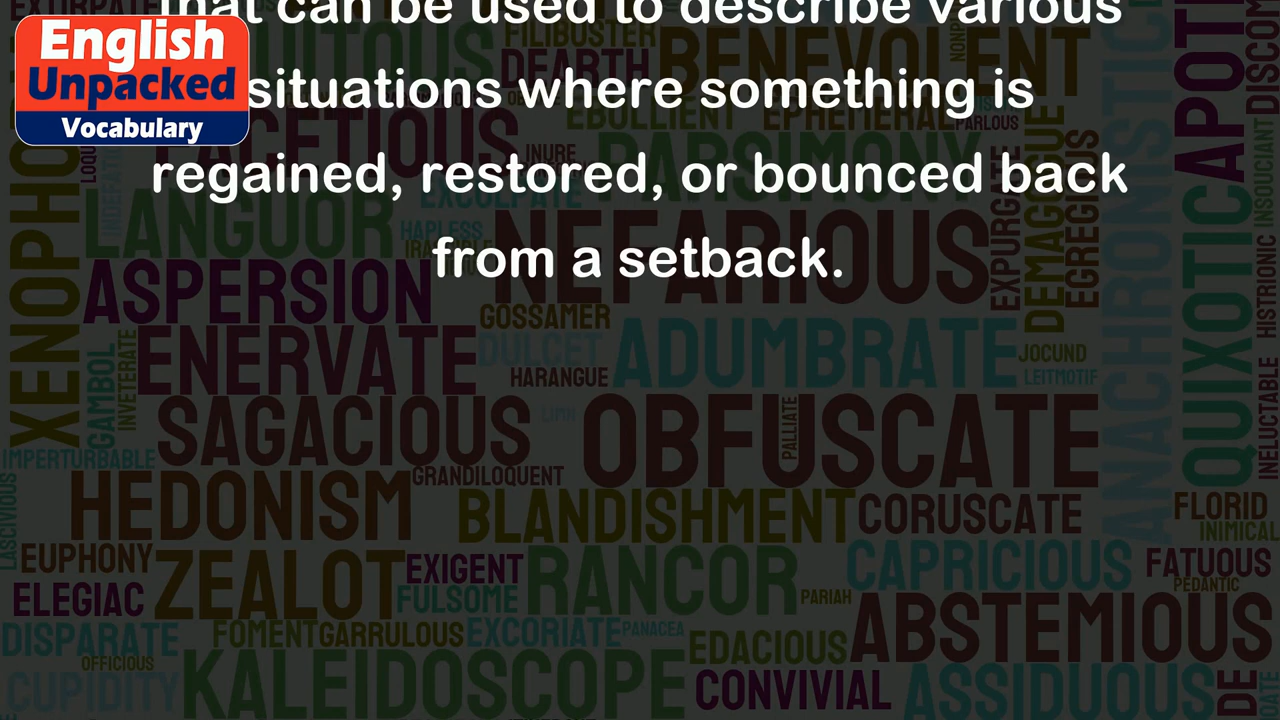 that can be used to describe various
situations where something is
regained, restored, or bounced back
from a setback.
English
Unpacked
Vocabulary
FILIBUSTER
DEARTH
BENEVOLENT
FACETIOUS
EBULLIENT
EPHEMERAL
PARLOUS
INURE
PARSIMONY
EXCULPATE
LANGUOR
HAPLESS
NEFARIOUS
EXPURGATE
DEMAGOGUE
EGREGIOUS
ANACHRONISTIC
QUIXOTIC
INSOUCIANT
HISTRIONIC
INELUCTABLE
ASPERSION
GOSSAMER
ENERVATE
DULCET
ADUMBRATE
JOCUND
LEITMOTIF
HARANGUE
GAMBOL
INVETERATE
SAGACIOUS
OBFUSCATE
PALLIATE
IMPERTURBABLE
GRANDILOQUENT
LASCIVIOUS
HEDONISM
BLANDISHMENT
CORUSCATE
FLORID
INIMICAL
EUPHONY
ZEALOT
EXIGENT
RANCOR
CAPRICIOUS
FATUOUS
PEDANTIC
ELEGIAC
FULSOME
PARIAH
ABSTEMIOUS
DISPARATE
FOMENT
GARRULOUS
EXCORIATE
PANACEA
EDACIOUS
OFFICIOUS
CUPIDITY
KALEIDOSCOPE
CONVIVIAL
ASSIDUOUS